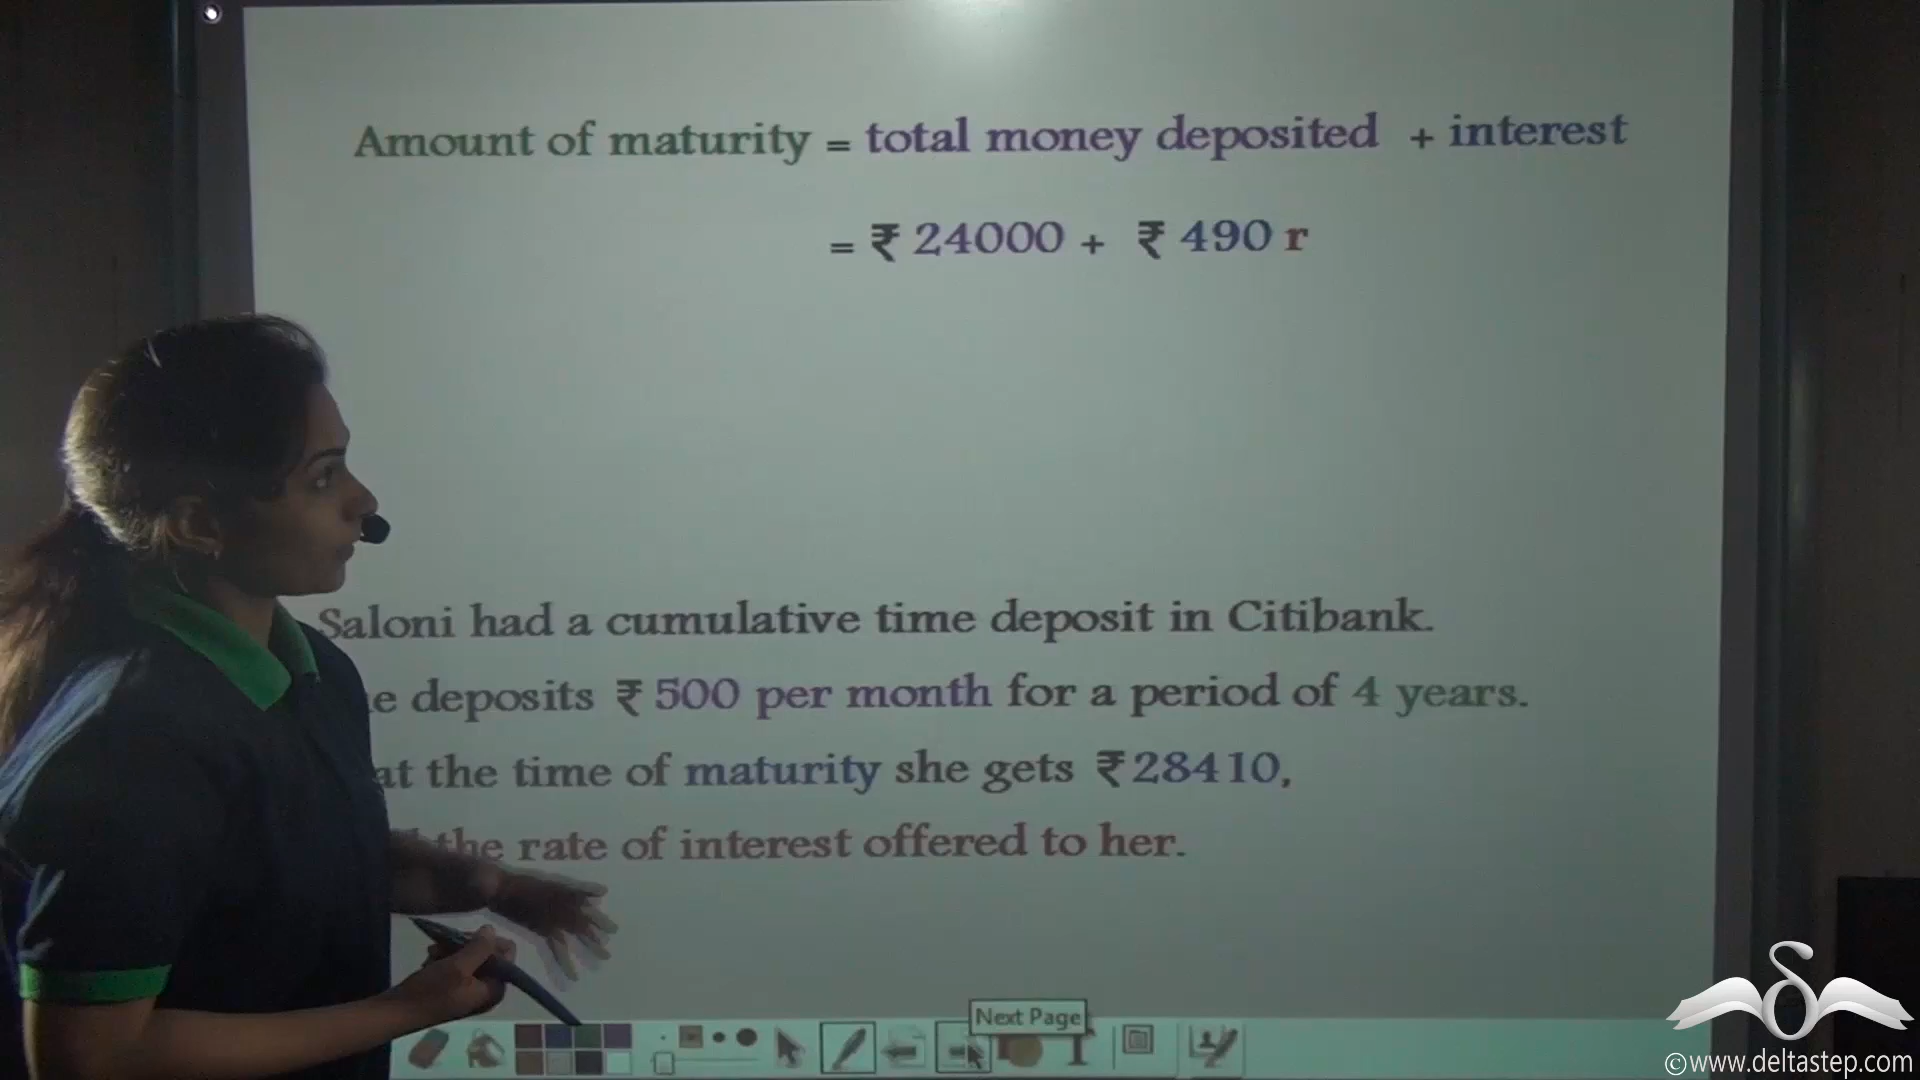 Amount of maturity = total money deposited + interest
= ₹ 24000 + ₹ 490 r
Saloni had a cumulative time deposit in Citibank.
e deposits ₹ 500 per month for a period of 4 years.
at the time of maturity she gets ₹28410,
the rate of interest offered to her.
Next Page
©www.deltastep.com